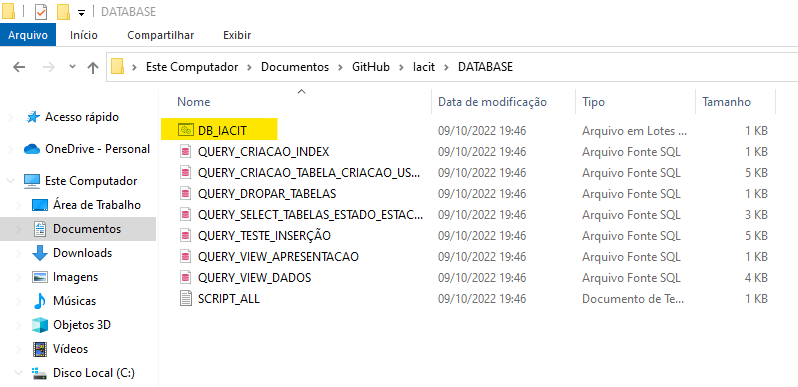 DATABASE
Arquivo Início Compartilhar Exibir
Este Computador Documentos GitHub Iacit DATABASE
Nome Data de modificação Tipo Tamanho
Acesso rápido
OneDrive - Personal
Este Computador
Área de Trabalho
Documentos
Downloads
Imagens
Músicas
Objetos 3D
Vídeos
Disco Local (C:)
DB_IACIT 09/10/2022 19:46 Arquivo em Lotes ... 1 KB
QUERY_CRIACAO_INDEX 09/10/2022 19:46 Arquivo Fonte SQL 1 KB
QUERY_CRIACAO_TABELA_CRIACAO_US... 09/10/2022 19:46 Arquivo Fonte SQL 5 KB
QUERY_DROPAR_TABELAS 09/10/2022 19:46 Arquivo Fonte SQL 1 KB
QUERY_SELECT_TABELAS_ESTADO_ESTAC... 09/10/2022 19:46 Arquivo Fonte SQL 3 KB
QUERY_TESTE_INSERÇÃO 09/10/2022 19:46 Arquivo Fonte SQL 5 KB
QUERY_VIEW_APRESENTACAO 09/10/2022 19:46 Arquivo Fonte SQL 1 KB
QUERY_VIEW_DADOS 09/10/2022 19:46 Arquivo Fonte SQL 4 KB
SCRIPT_ALL 09/10/2022 19:46 Documento de Te... 1 KB